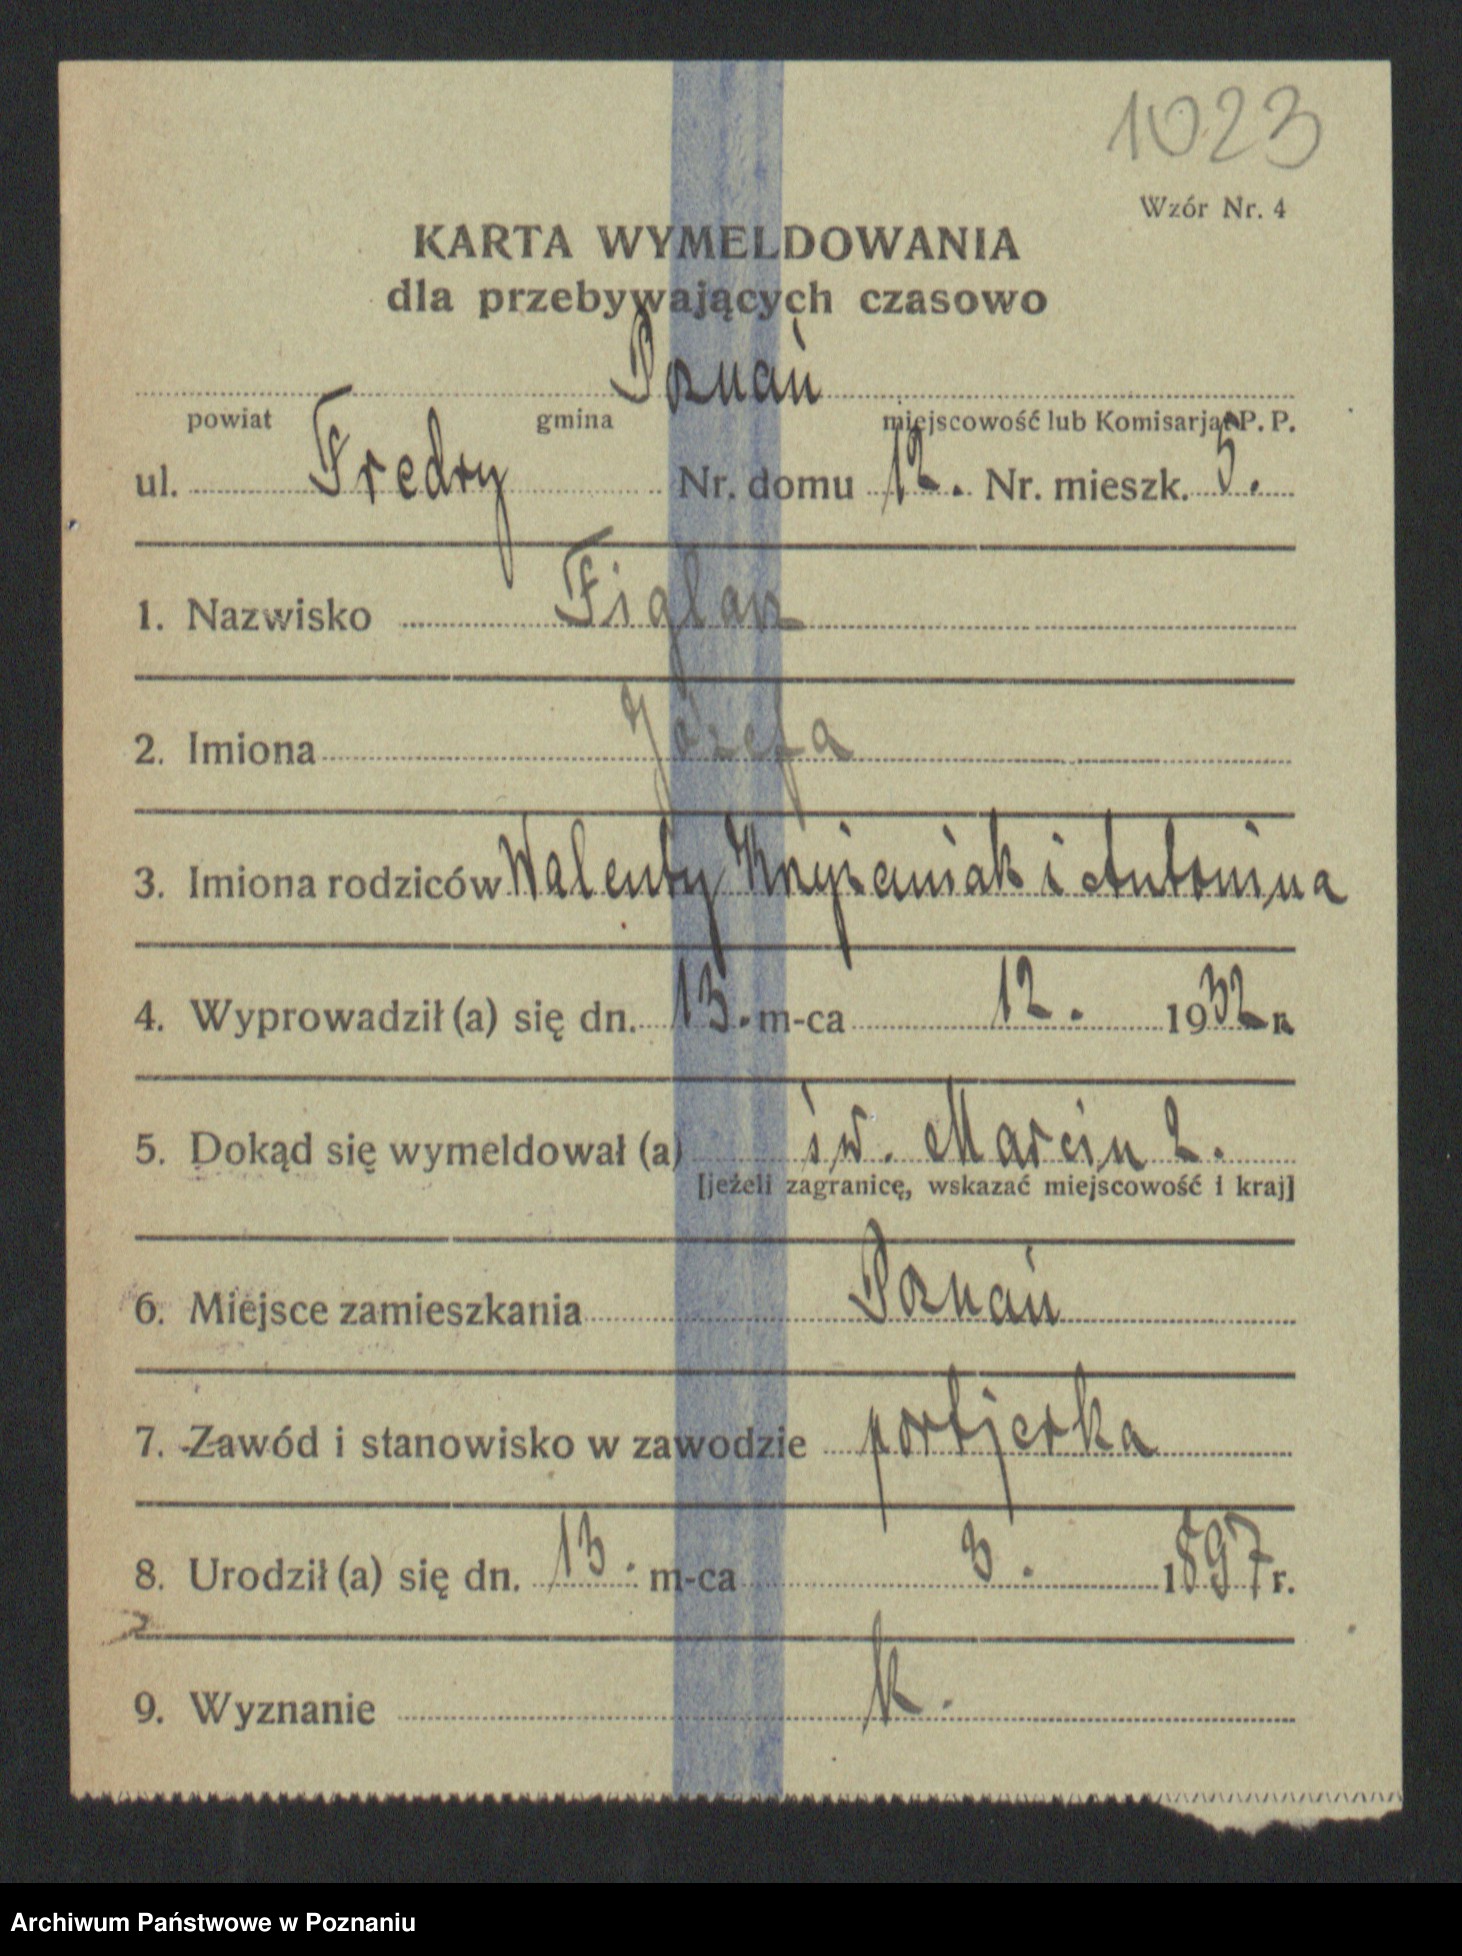 1023
Wzór Nr. 4
KARTA WYMELDOWANIA
dla przebywających czasowo
Poznań
powiat gmina miejscowość lub Komisarjat P. P.
ul. Fredry Nr. domu 12. Nr. mieszk. 5.
1. Nazwisko Figlarz
2. Imiona Józefa
3. Imiona rodziców Walenty Krzyżaniak i Antonina
4. Wyprowadził (a) się dn. 13. m-ca 12. 1932 r.
5. Dokąd się wymeldował (a) św. Marcin 2.
[jeżeli zagranicę, wskazać miejscowość i kraj]
6. Miejsce zamieszkania Poznań
7. Zawód i stanowisko w zawodzie portjerka
8. Urodził (a) się dn. 13. m-ca 3. 1897 r.
9. Wyznanie k.
Archiwum Państwowe w Poznaniu